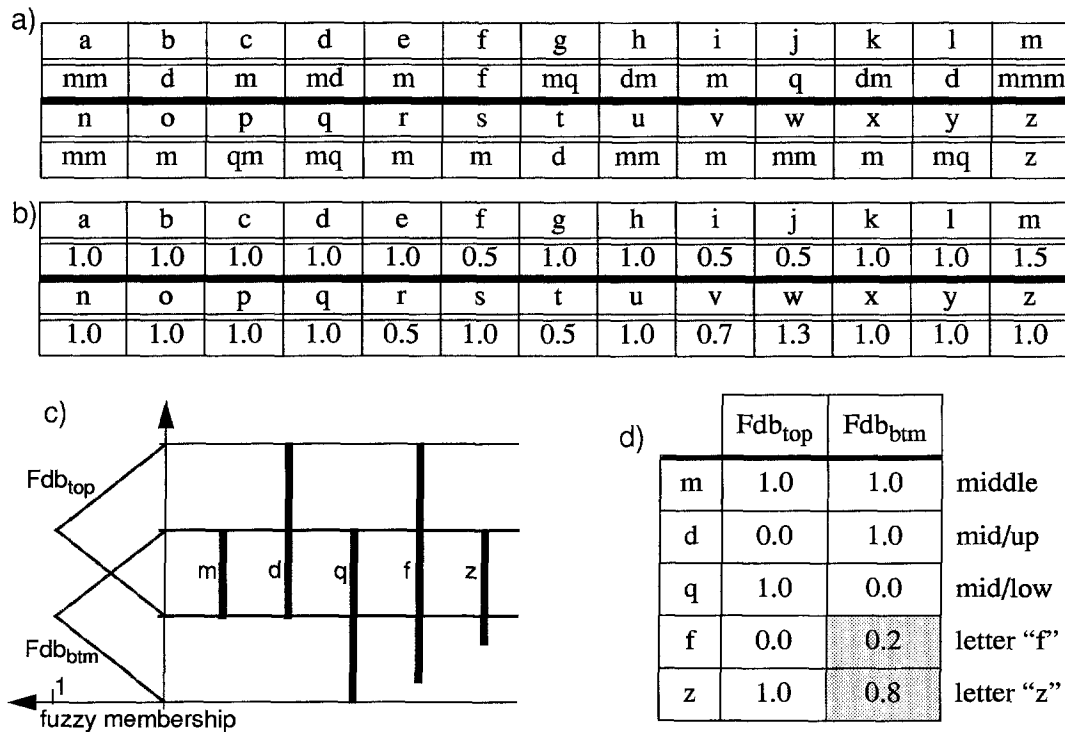 a)
a b c d e f g h i j k l m
mm d m md m f mq dm m q dm d mmm
n o p q r s t u v w x y z
mm m qm mq m m d mm m mm m mq z
b)
a b c d e f g h i j k l m
1.0 1.0 1.0 1.0 1.0 0.5 1.0 1.0 0.5 0.5 1.0 1.0 1.5
n o p q r s t u v w x y z
1.0 1.0 1.0 1.0 0.5 1.0 0.5 1.0 0.7 1.3 1.0 1.0 1.0
c)
Fdbtop
m d q f z
Fdbbtm
1
fuzzy membership
d)
Fdbtop Fdbbtm
m 1.0 1.0 middle
d 0.0 1.0 mid/up
q 1.0 0.0 mid/low
f 0.0 0.2 letter “f”
z 1.0 0.8 letter “z”